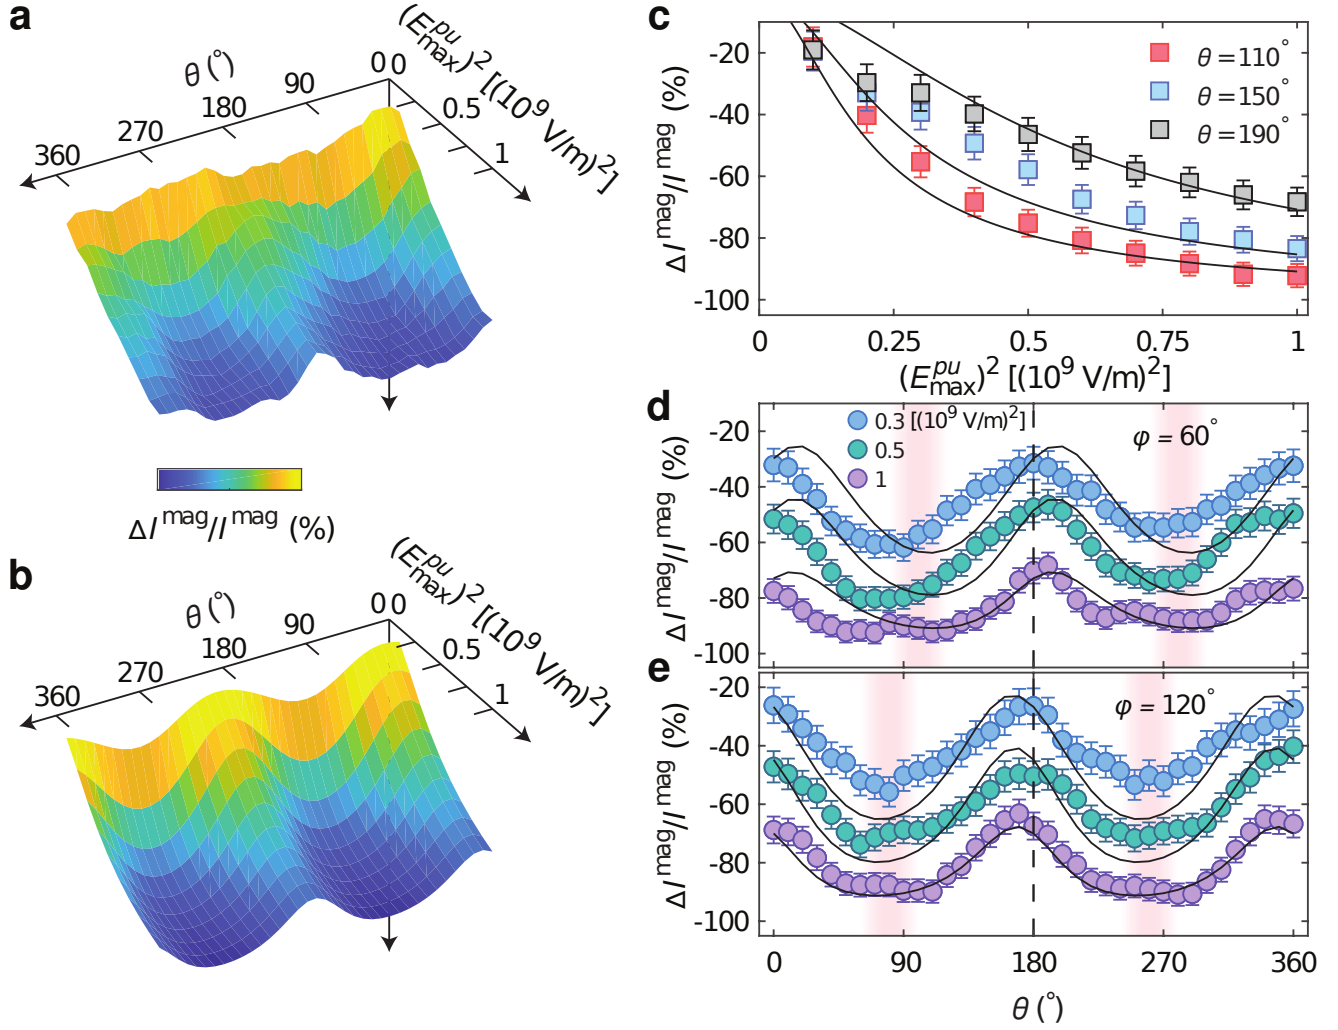 a
(E^pu_max)^2 [(10^9 V/m)^2]
θ (°)
0 0
90
0.5
180
1
270
360
ΔI^mag/I^mag (%)
b
(E^pu_max)^2 [(10^9 V/m)^2]
θ (°)
0 0
90
0.5
180
1
270
360
c
ΔI^mag/I^mag (%)
-20
-40
-60
-80
-100
θ = 110°
θ = 150°
θ = 190°
0 0.25 0.5 0.75 1
(E^pu_max)^2 [(10^9 V/m)^2]
d
ΔI^mag/I^mag (%)
-20
-40
-60
-80
-100
0.3 [(10^9 V/m)^2]
0.5
1
φ = 60°
e
ΔI^mag/I^mag (%)
-20
-40
-60
-80
-100
φ = 120°
0 90 180 270 360
θ (°)